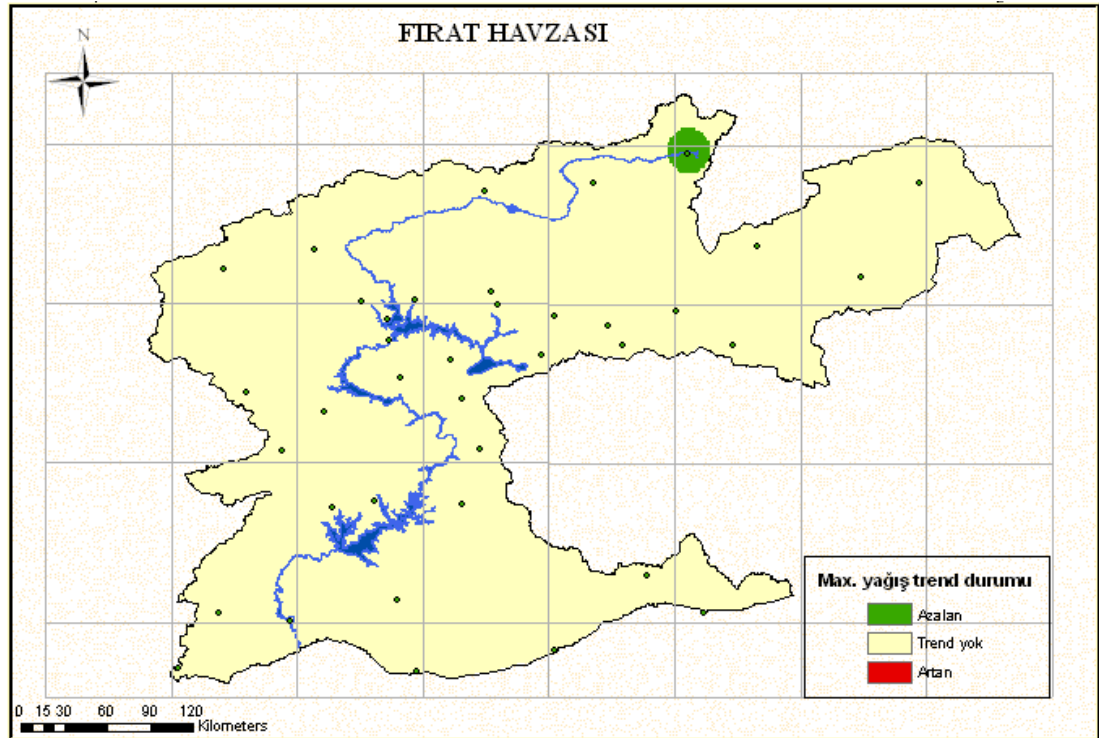 FIRAT HAVZASI
N
Max. yağış trend durumu
Azalan
Trend yok
Artan
0 15 30 60 90 120
Kilometers